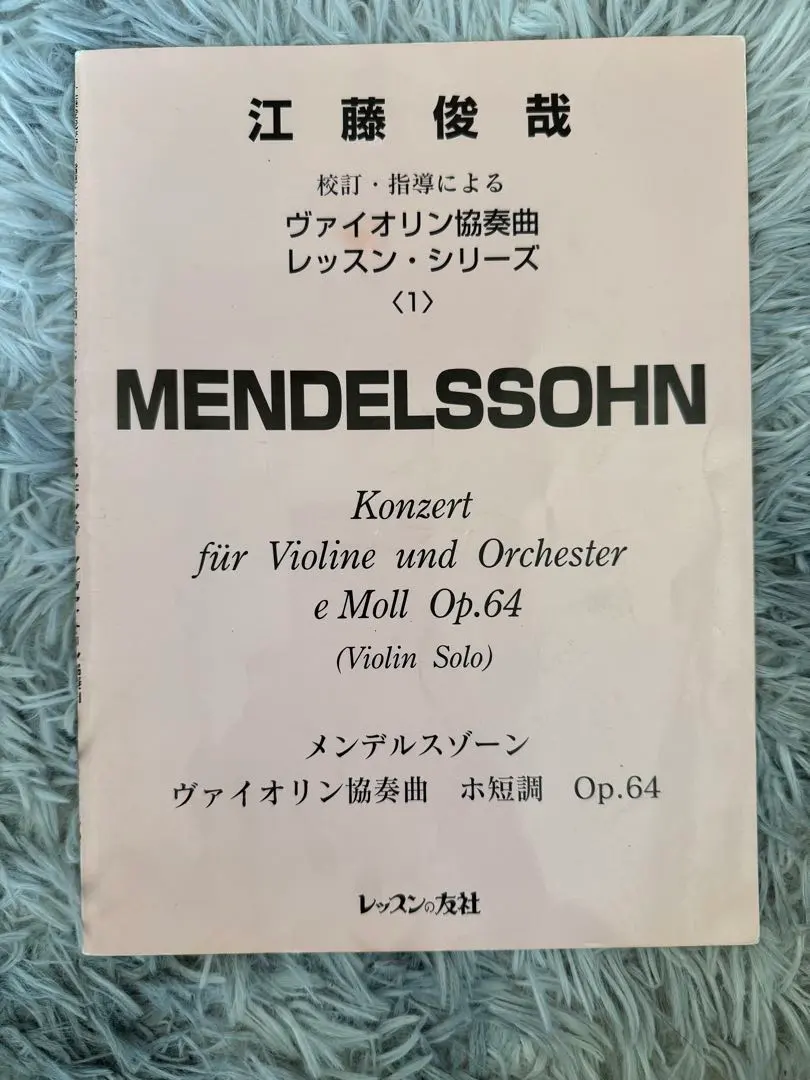 江藤俊哉
校訂・指導による
ヴァイオリン協奏曲
レッスン・シリーズ
〈1〉
MENDELSSOHN
Konzert
für Violine und Orchester
e Moll Op.64
(Violin Solo)
メンデルスゾーン
ヴァイオリン協奏曲 ホ短調 Op.64
レッスンの友社